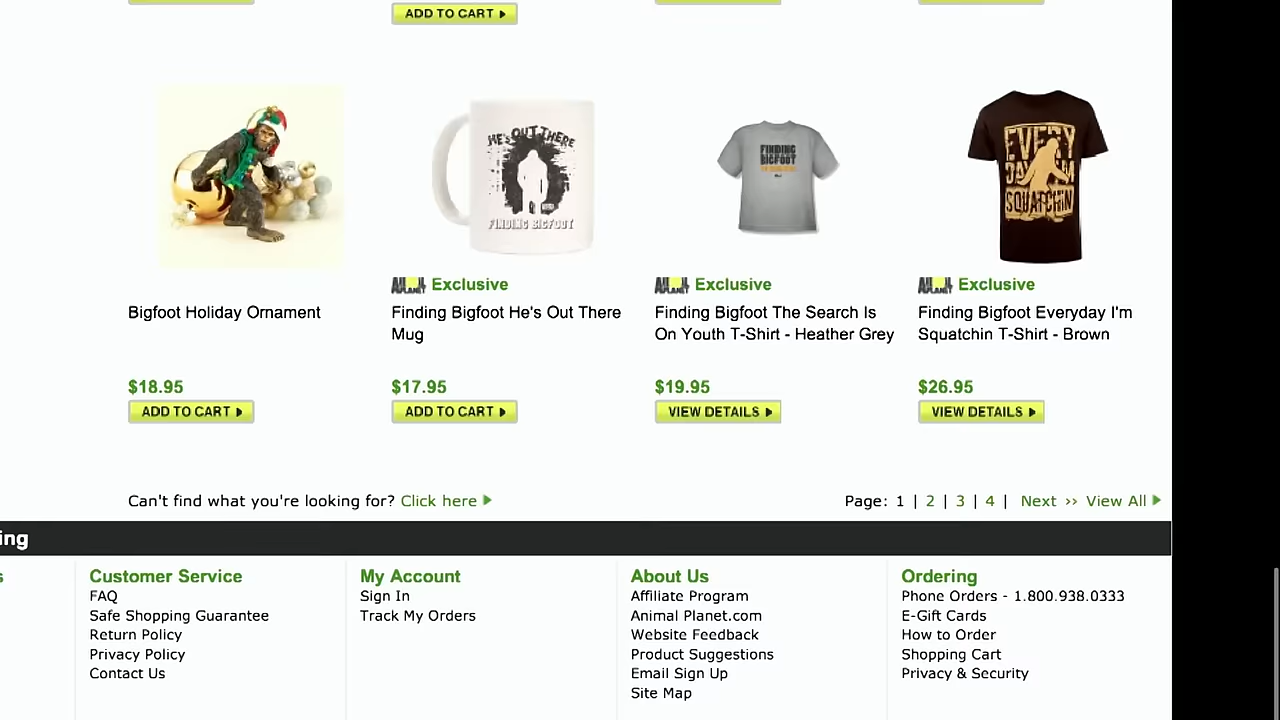 ADD TO CART
HE'S OUT THERE
FINDING BIGFOOT
FINDING
BIGFOOT
EVERY
DAY I'M
SQUATCHIN
Exclusive
Exclusive
Exclusive
Bigfoot Holiday Ornament
Finding Bigfoot He's Out There
Mug
Finding Bigfoot The Search Is
On Youth T-Shirt - Heather Grey
Finding Bigfoot Everyday I'm
Squatchin T-Shirt - Brown
$18.95
$17.95
$19.95
$26.95
ADD TO CART
ADD TO CART
VIEW DETAILS
VIEW DETAILS
Can't find what you're looking for? Click here
Page: 1 | 2 | 3 | 4 | Next >> View All
ing
Customer Service
FAQ
Safe Shopping Guarantee
Return Policy
Privacy Policy
Contact Us
My Account
Sign In
Track My Orders
About Us
Affiliate Program
Animal Planet.com
Website Feedback
Product Suggestions
Email Sign Up
Site Map
Ordering
Phone Orders - 1.800.938.0333
E-Gift Cards
How to Order
Shopping Cart
Privacy & Security